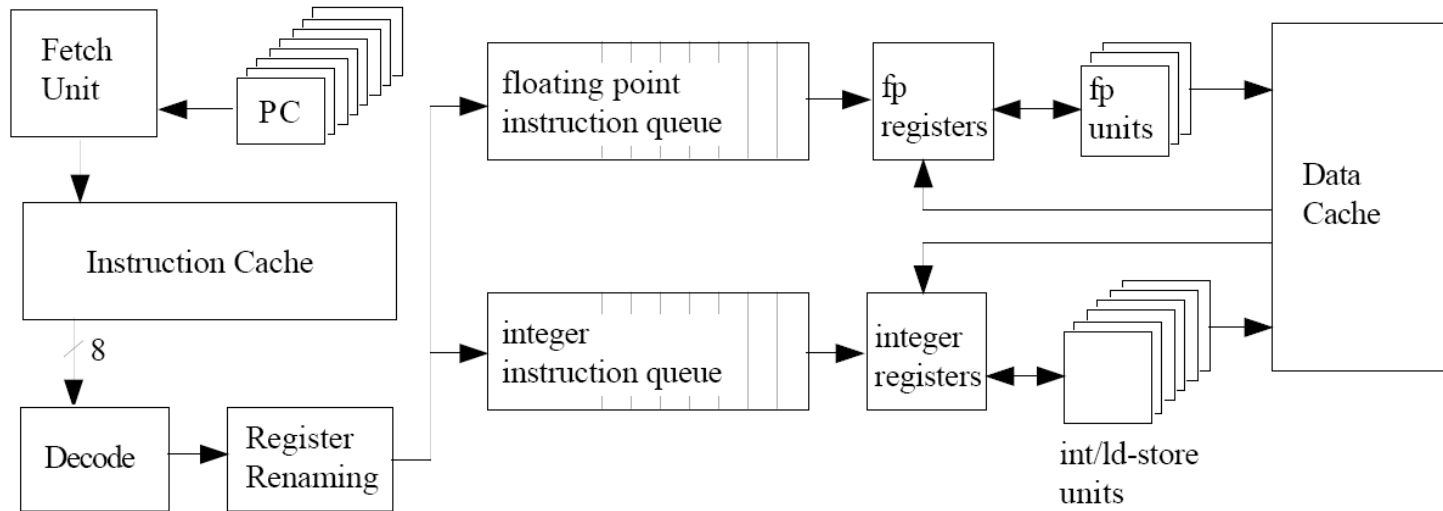 Fetch
Unit
PC
Instruction Cache
8
Decode
Register
Renaming
floating point
instruction queue
fp
registers
fp
units
Data
Cache
integer
instruction queue
integer
registers
int/ld-store
units